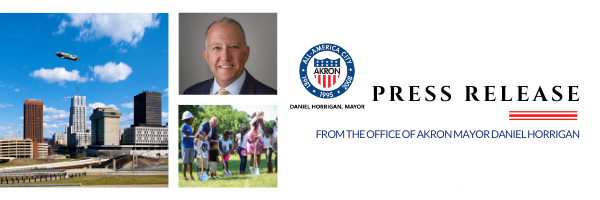 ALL-AMERICA CITY
AKRON
1981 1995 2008
DANIEL HORRIGAN, MAYOR
PRESS RELEASE
FROM THE OFFICE OF AKRON MAYOR DANIEL HORRIGAN